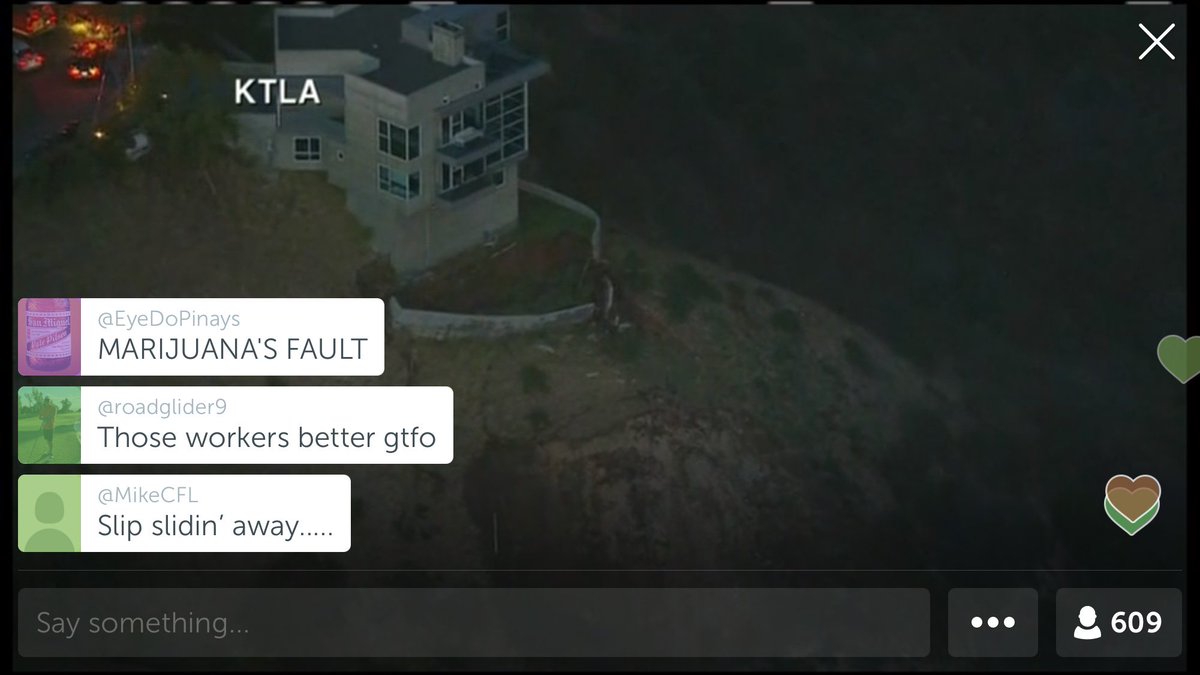 KTLA
@EyeDoPinays
MARIJUANA'S FAULT
@roadglider9
Those workers better gtfo
@MikeCFL
Slip slidin’ away.....
Say something...
609